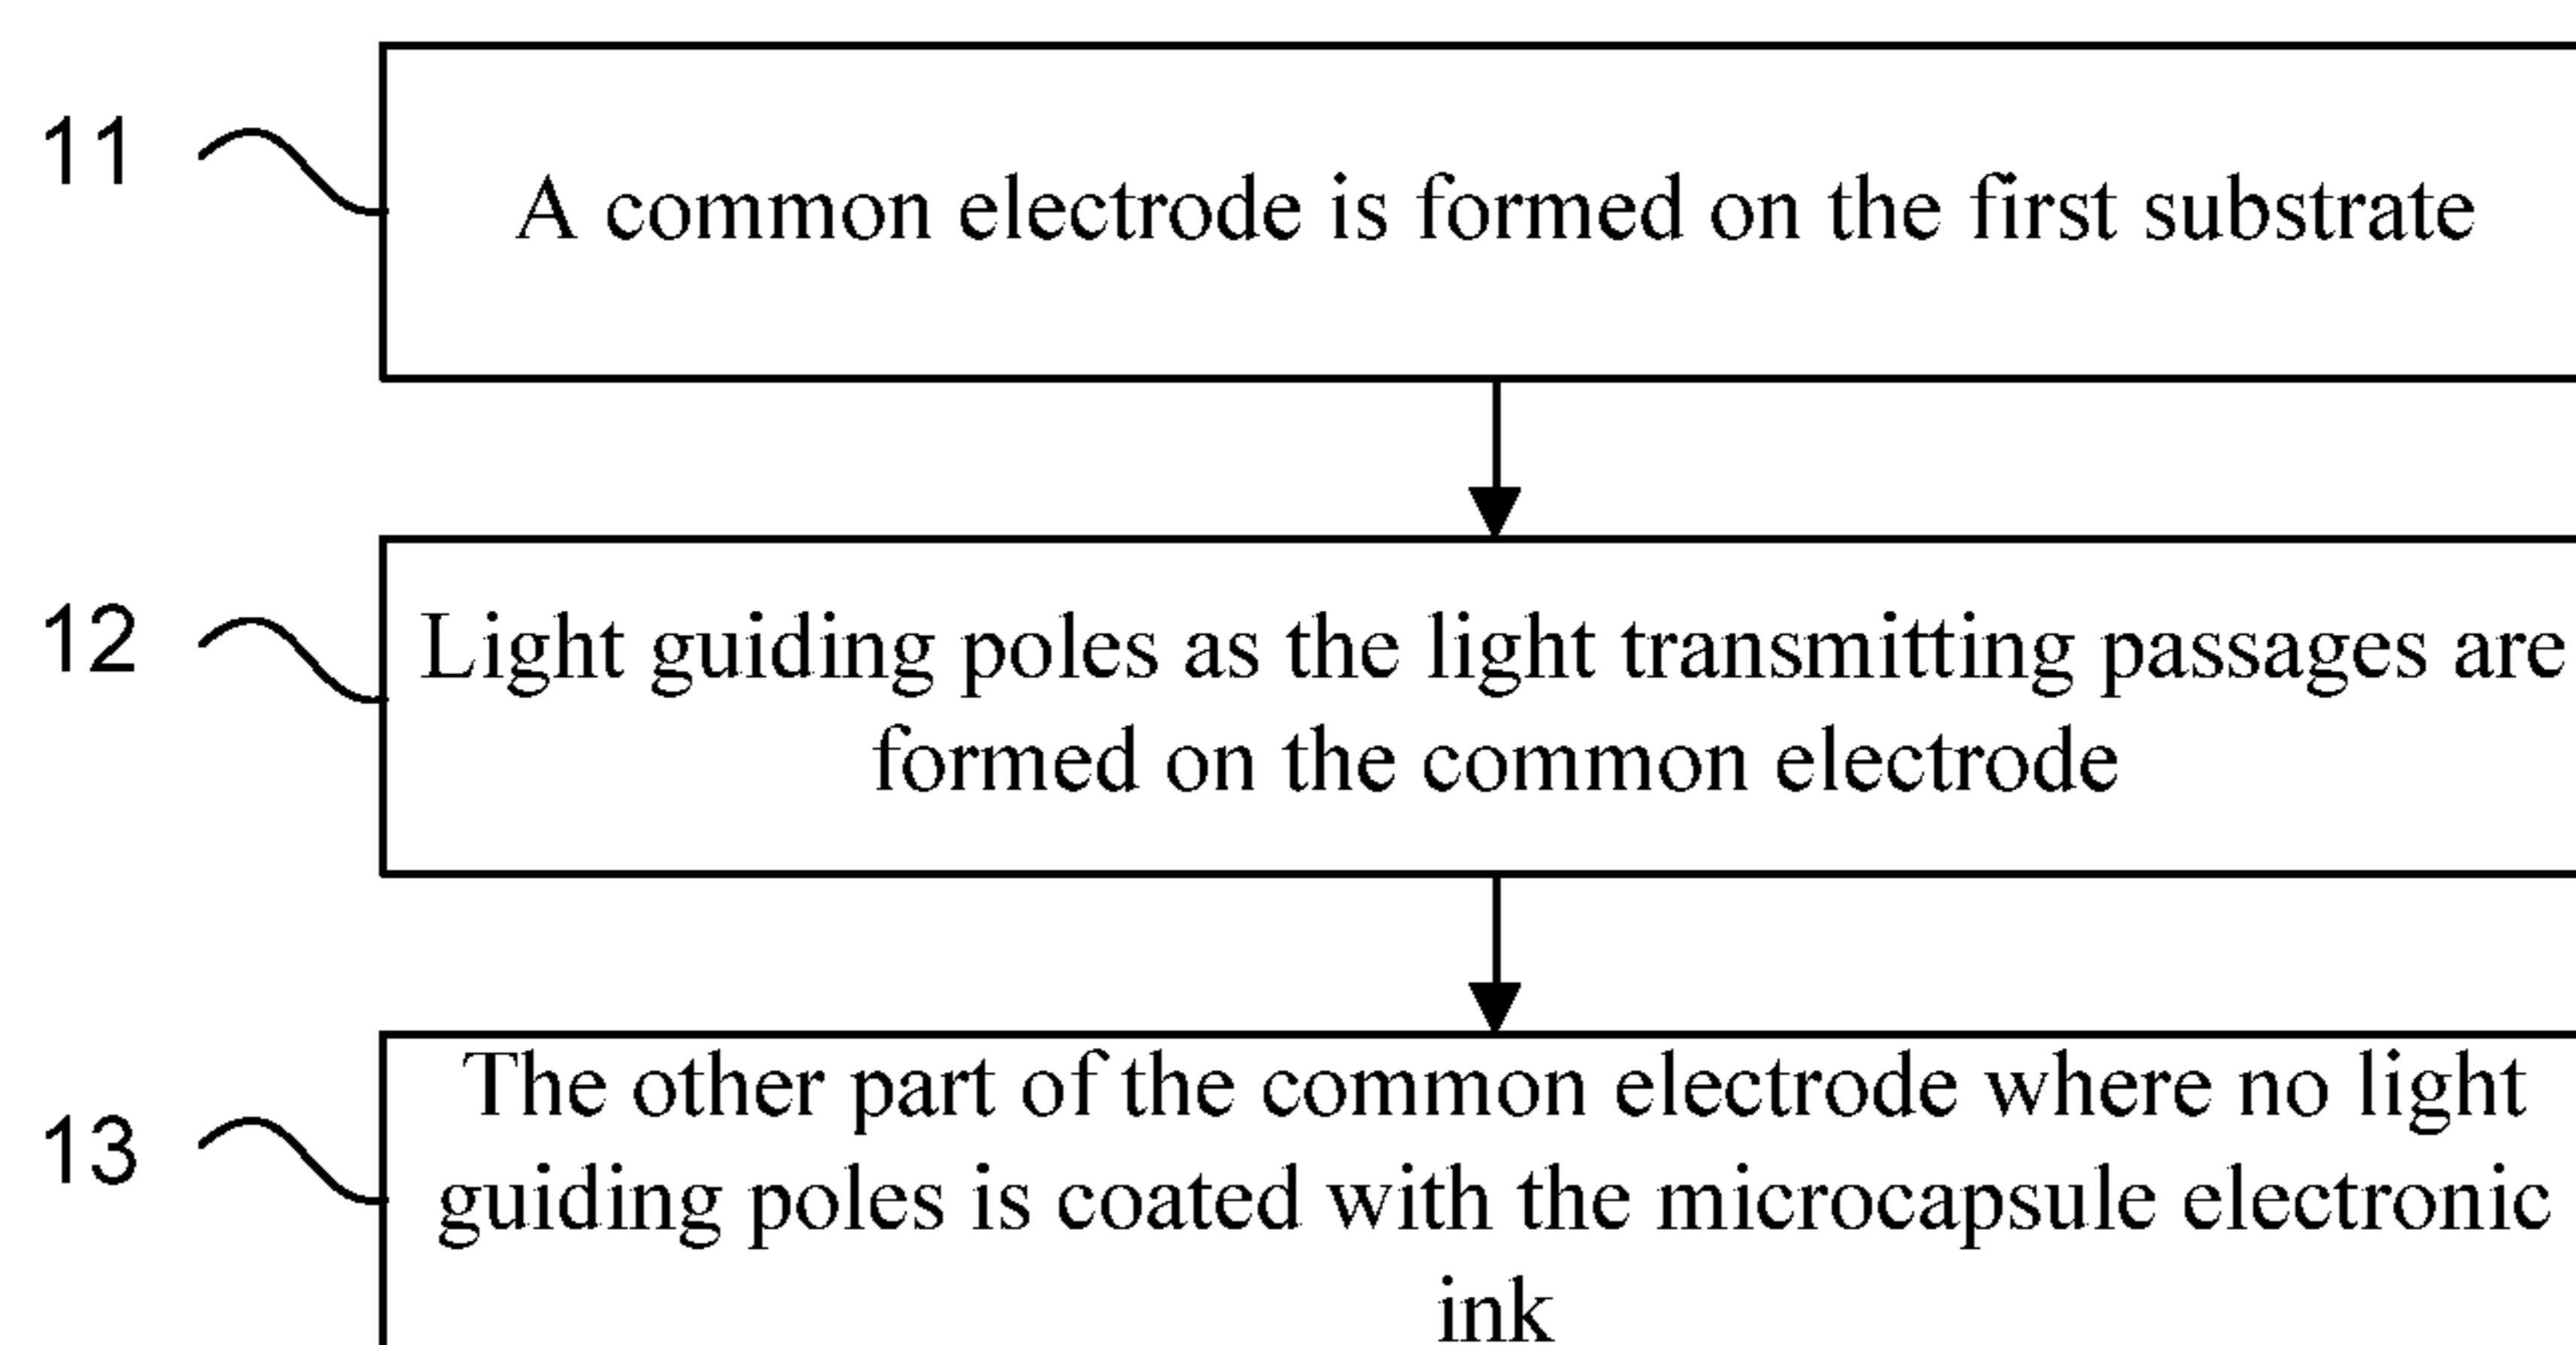 11
A common electrode is formed on the first substrate
12
Light guiding poles as the light transmitting passages are
formed on the common electrode
13
The other part of the common electrode where no light
guiding poles is coated with the microcapsule electronic
ink